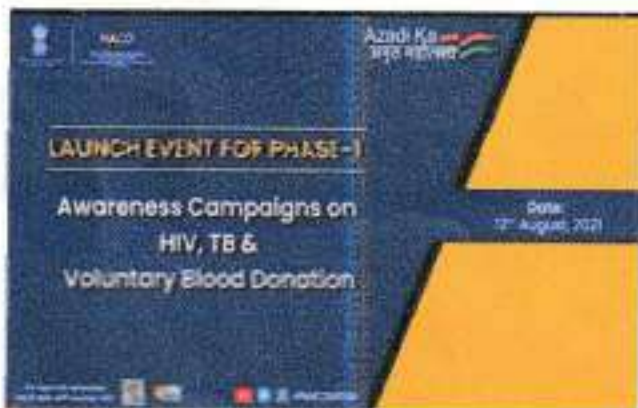 NACO
Azadi Ka
अमृत महोत्सव
LAUNCH EVENT FOR PHASE-1
Awareness Campaigns on
HIV, TB &
Voluntary Blood Donation
Date:
12th August, 2021